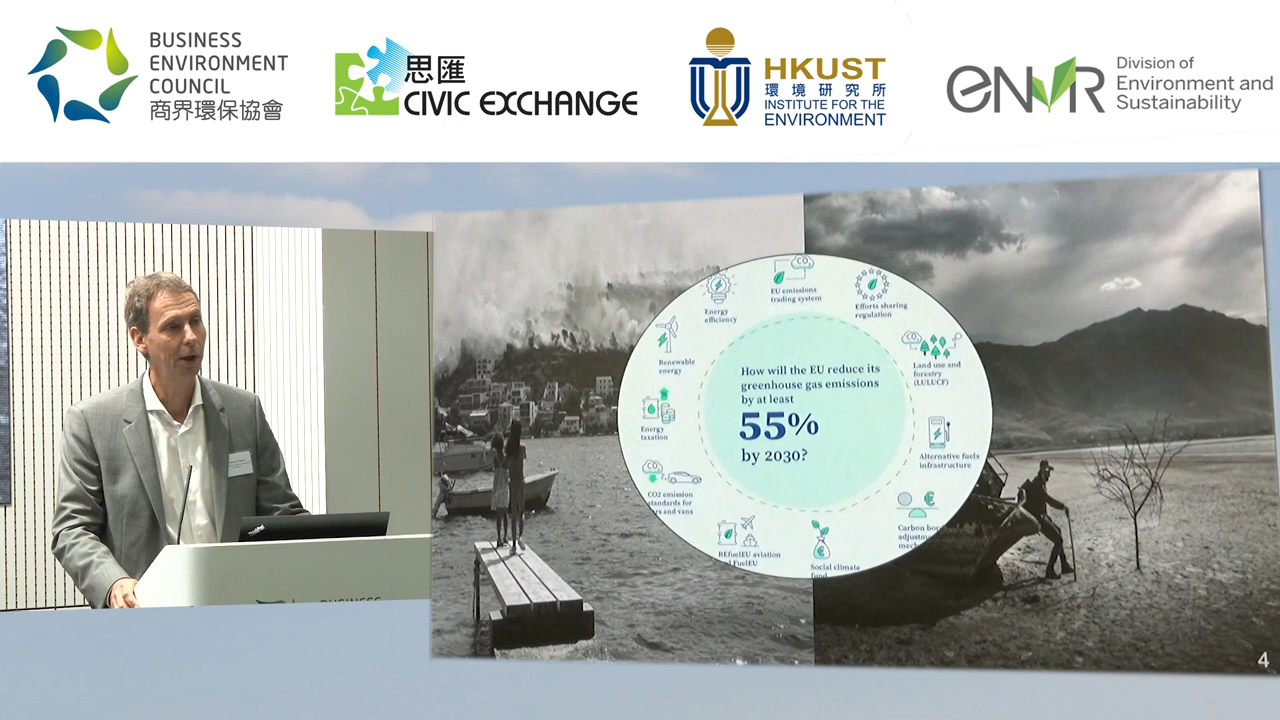 BUSINESS
ENVIRONMENT
COUNCIL
商界環保協會
思匯
CIVIC EXCHANGE
HKUST
環境研究所
INSTITUTE FOR THE
ENVIRONMENT
ENVR
Division of
Environment and
Sustainability
EU emissions
trading system
Efforts sharing
regulation
Land use and
forestry
(LULUCF)
Alternative fuels
infrastructure
Carbon
Social climate
fund
REfuelEU aviation
FuelEU
CO2 emission
standards for
and vans
Energy
taxation
Renewable
energy
Energy
efficiency
How will the EU reduce its
greenhouse gas emissions
by at least
55%
by 2030?
ThinkPad
BUSINESS
4